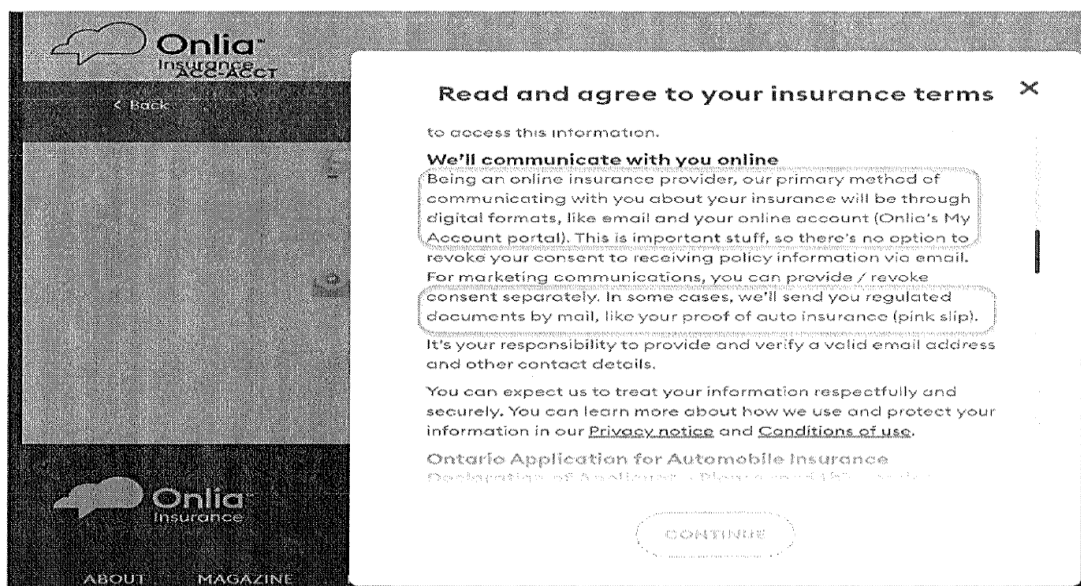 Onlia™
Insurance
ACC-ACCT
< Back
Read and agree to your insurance terms ×
to access this information.
We'll communicate with you online
Being an online insurance provider, our primary method of
communicating with you about your insurance will be through
digital formats, like email and your online account (Onlia's My
Account portal). This is important stuff, so there's no option to
revoke your consent to receiving policy information via email.
For marketing communications, you can provide / revoke
consent separately. In some cases, we'll send you regulated
documents by mail, like your proof of auto insurance (pink slip).
It's your responsibility to provide and verify a valid email address
and other contact details.
You can expect us to treat your information respectfully and
securely. You can learn more about how we use and protect your
information in our Privacy notice and Conditions of use.
Ontario Application for Automobile Insurance
CONTINUE
Onlia™
Insurance
ABOUT MAGAZINE